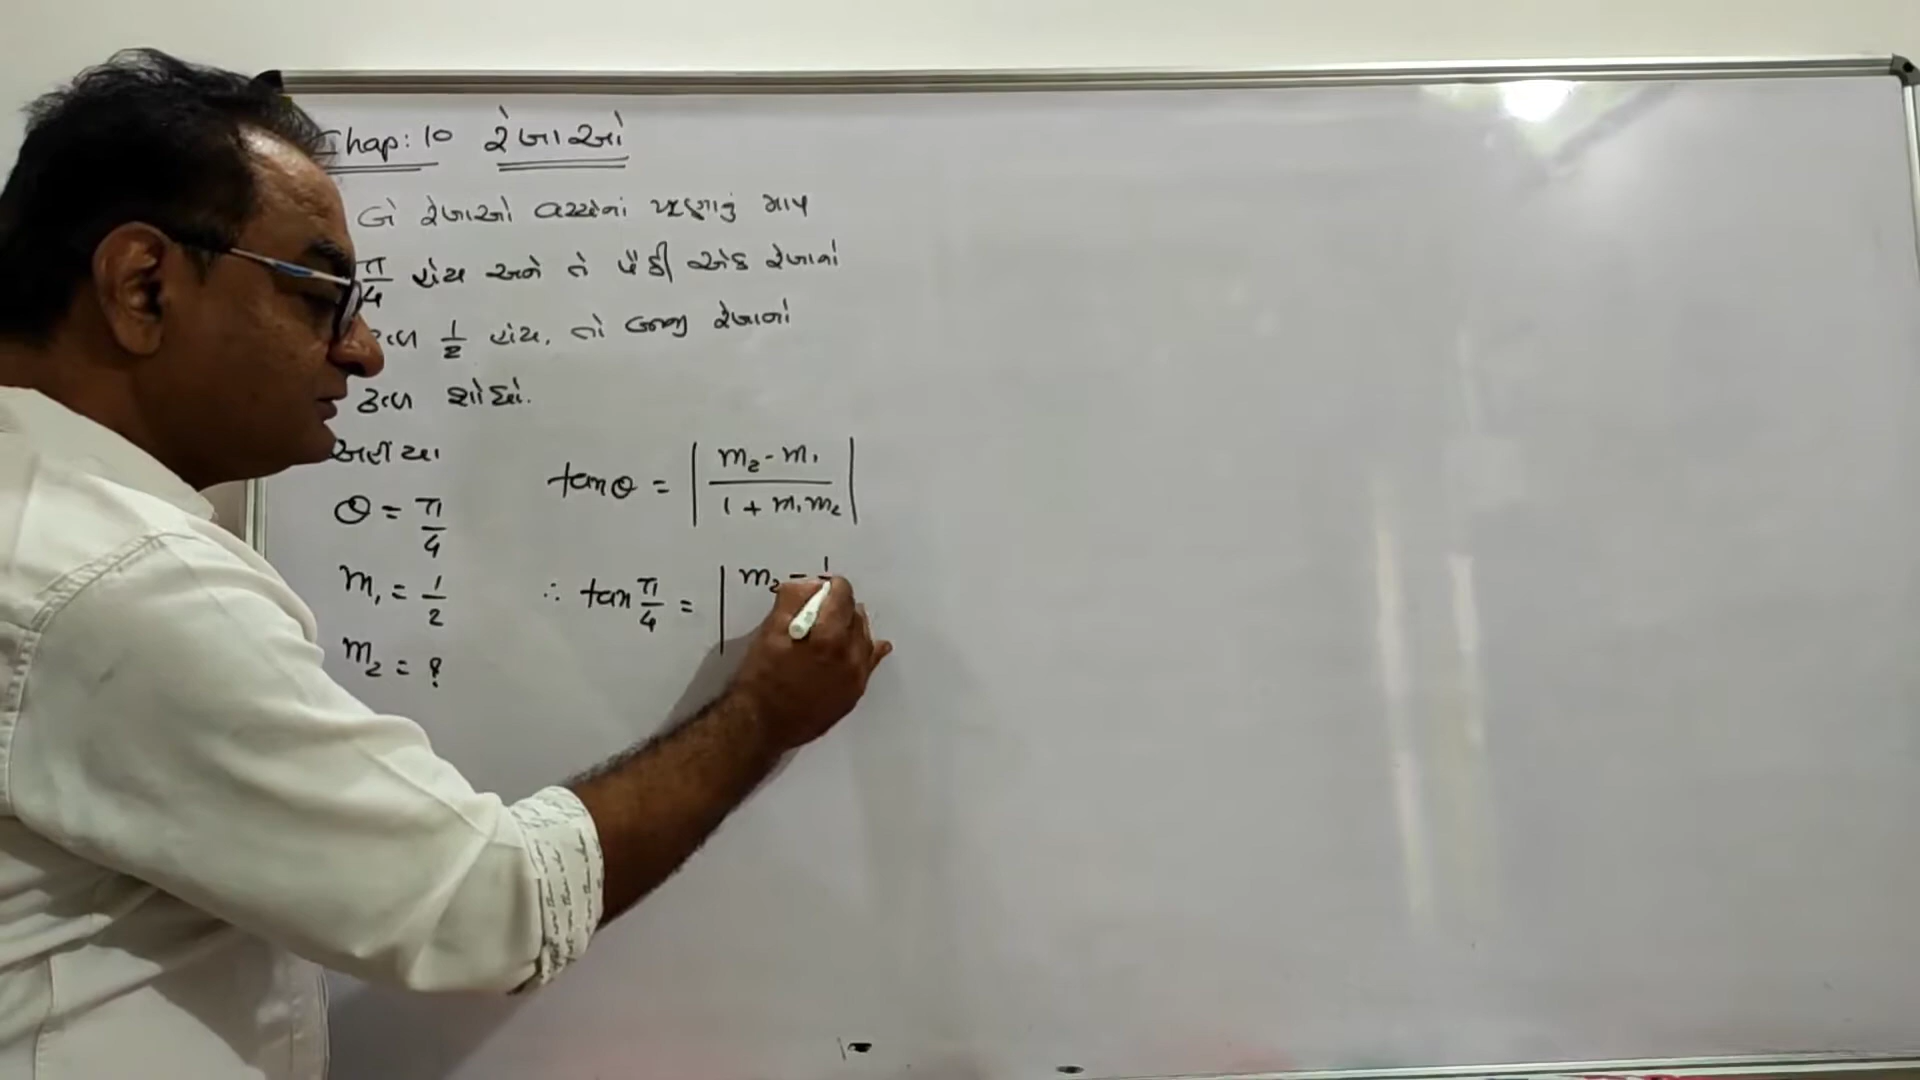 Chap: 10 રેખાઓ
બે રેખાઓ વચ્ચેનાં ખૂણાનું માપ
π/4 હોય અને તે પૈકી એક રેખાનો
ઢાળ 1/2 હોય, તો બીજી રેખાનો
ઢાળ શોધો.
અહીંયા
θ = π/4
m₁ = 1/2
m₂ = ?
tanθ = | (m₂ - m₁) / (1 + m₁m₂) |
∴ tan π/4 = | m₂ - 1